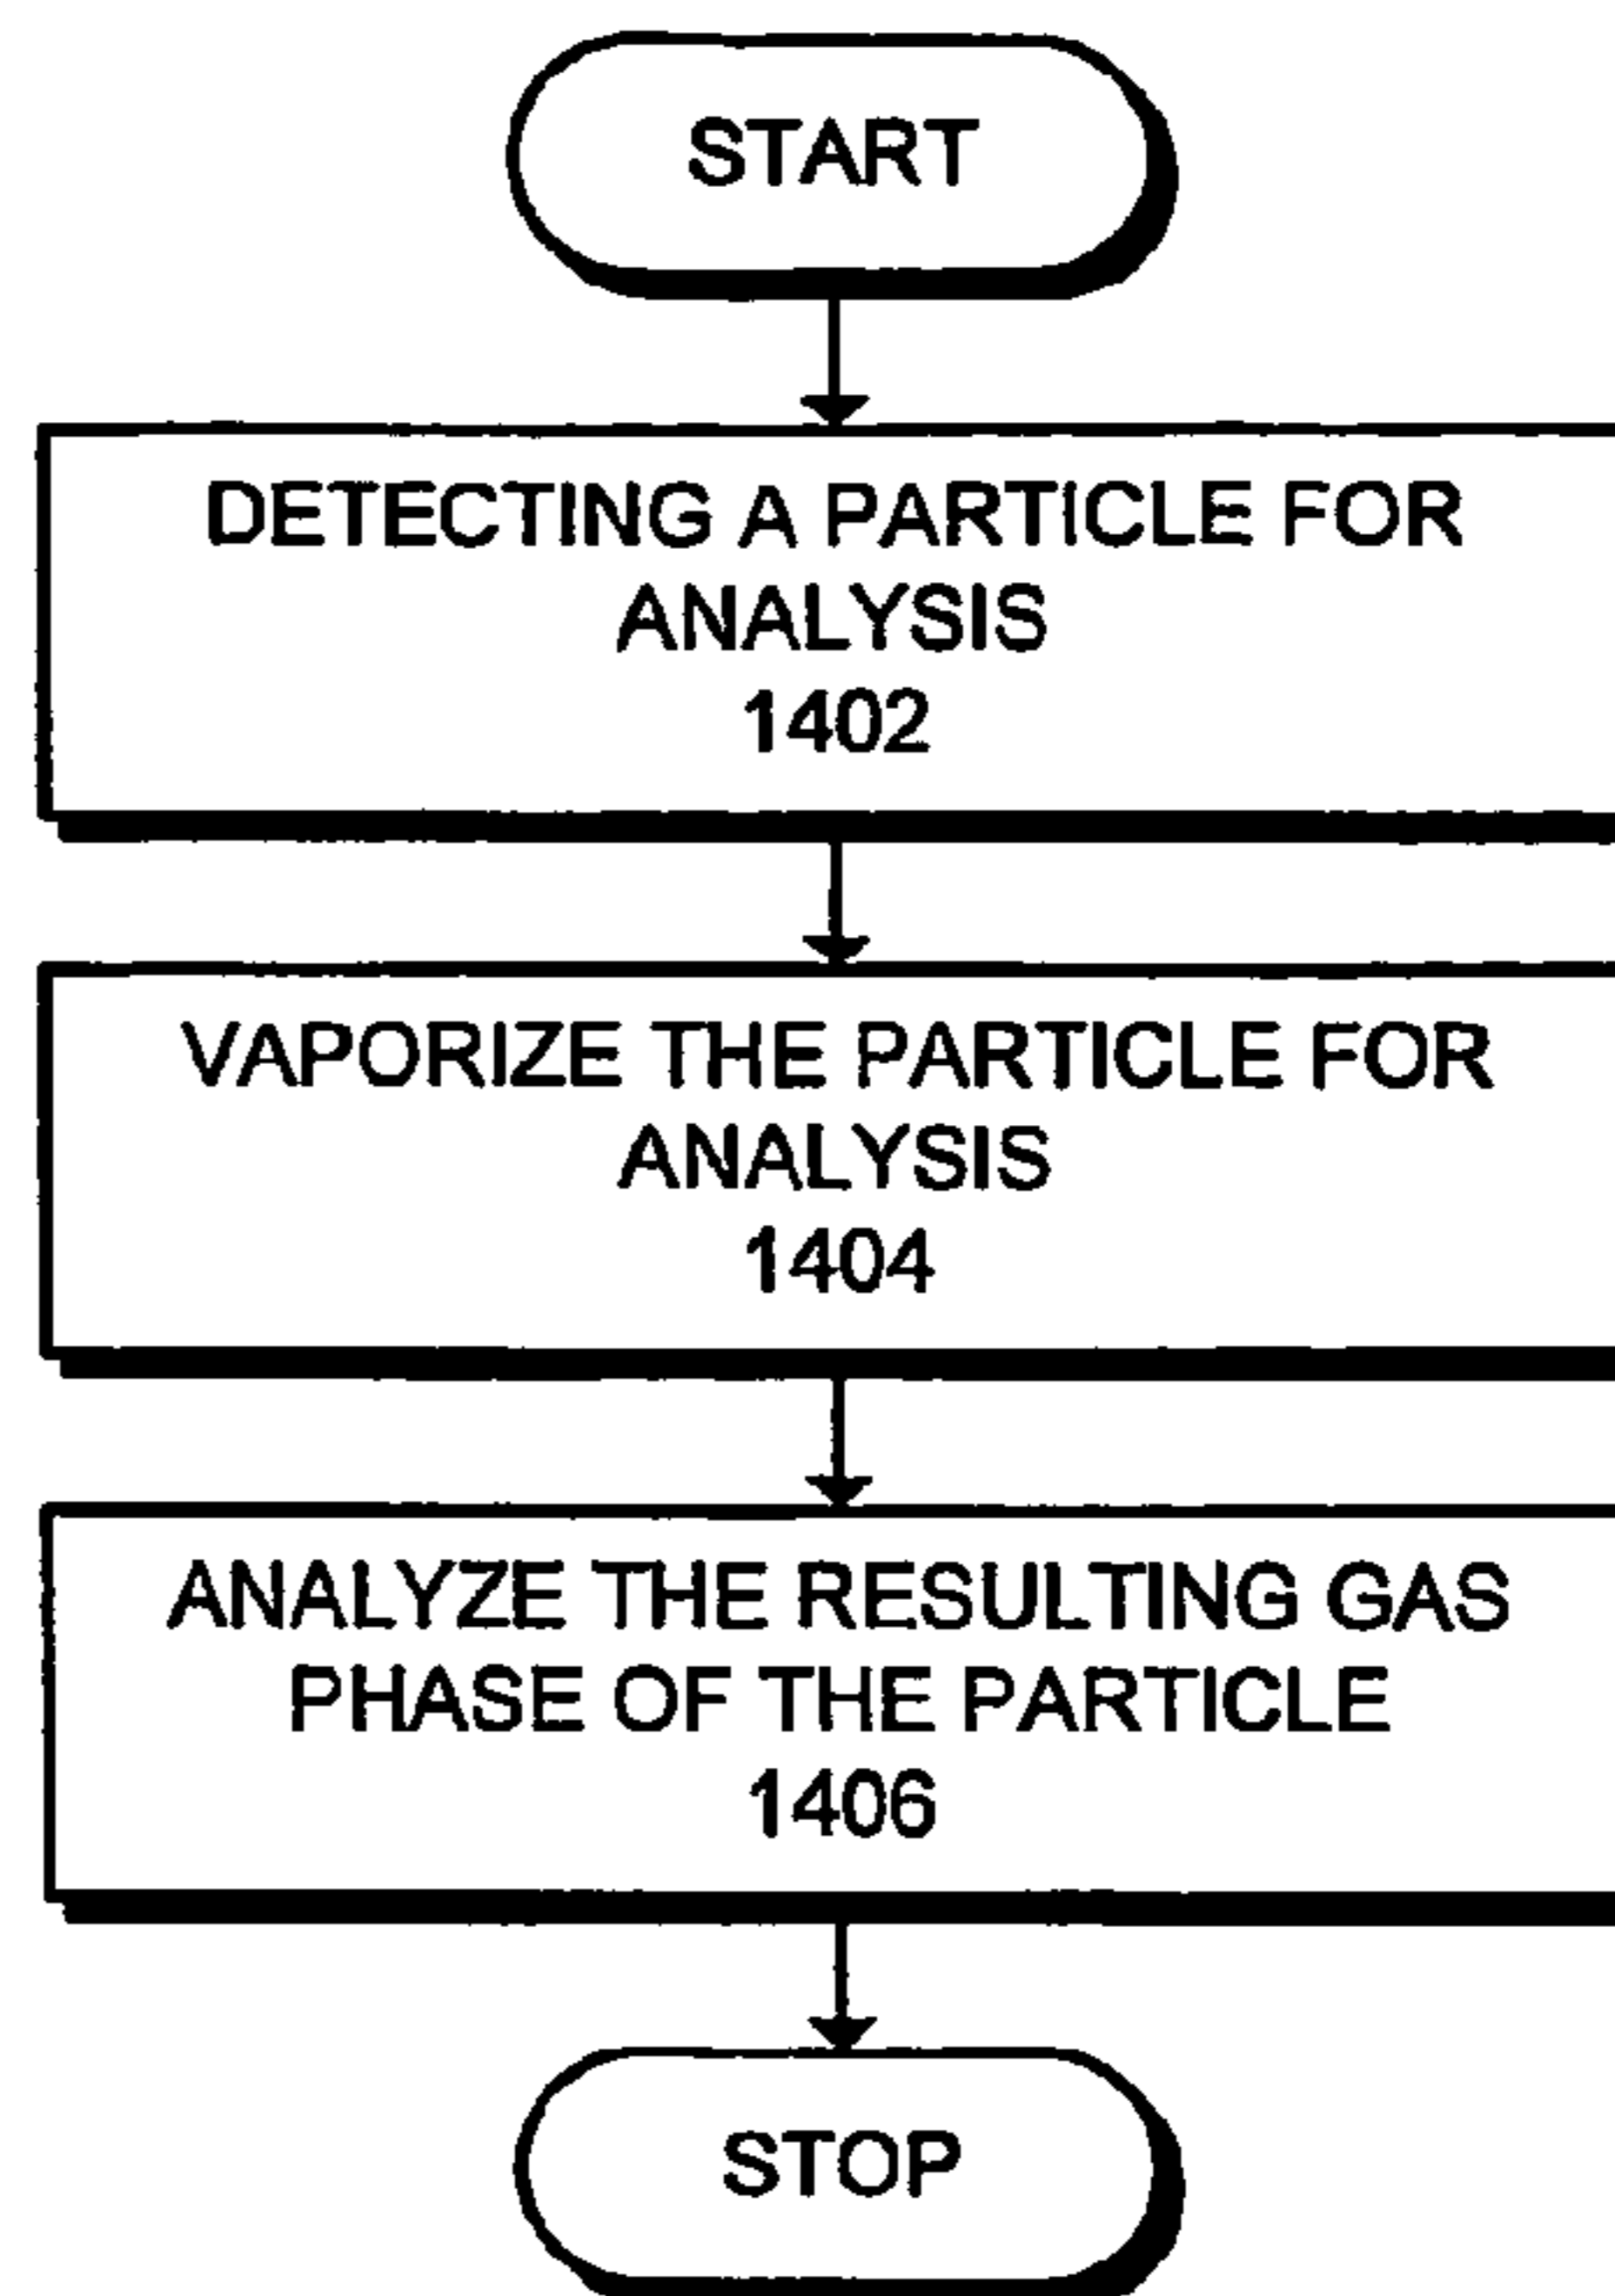 START
DETECTING A PARTICLE FOR
ANALYSIS
1402
VAPORIZE THE PARTICLE FOR
ANALYSIS
1404
ANALYZE THE RESULTING GAS
PHASE OF THE PARTICLE
1406
STOP